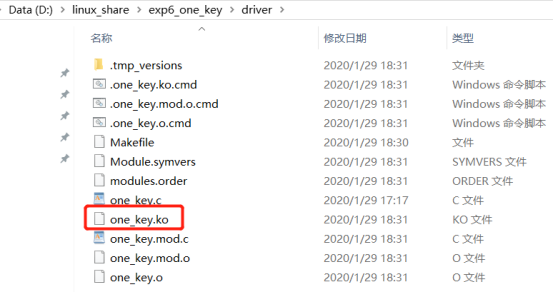 Data (D:) > linux_share > exp6_one_key > driver >
名称 修改日期 类型
.tmp_versions 2020/1/29 18:31 文件夹
.one_key.ko.cmd 2020/1/29 18:31 Windows 命令脚本
.one_key.mod.o.cmd 2020/1/29 18:31 Windows 命令脚本
.one_key.o.cmd 2020/1/29 18:31 Windows 命令脚本
Makefile 2020/1/29 18:30 文件
Module.symvers 2020/1/29 18:31 SYMVERS 文件
modules.order 2020/1/29 18:31 ORDER 文件
one_key.c 2020/1/29 17:17 C 文件
one_key.ko 2020/1/29 18:31 KO 文件
one_key.mod.c 2020/1/29 18:31 C 文件
one_key.mod.o 2020/1/29 18:31 O 文件
one_key.o 2020/1/29 18:31 O 文件